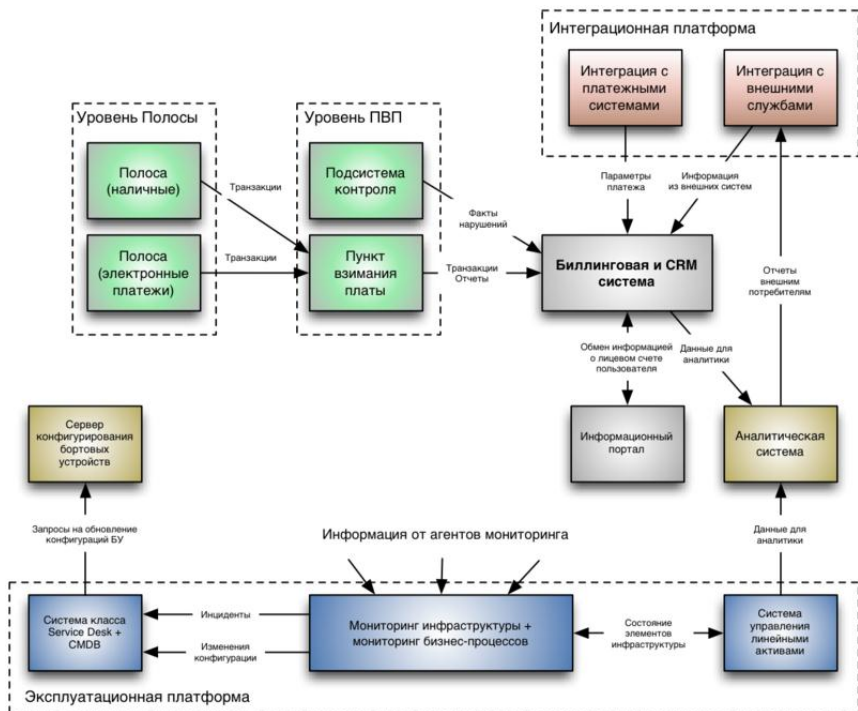 Интеграционная платформа
Интеграция с
платежными
системами
Интеграция с
внешними
службами
Уровень Полосы
Уровень ПВП
Полоса
(наличные)
Транзакции
Подсистема
контроля
Параметры
платежа
Информация
из внешних систем
Факты
нарушений
Полоса
(электронные
платежи)
Транзакции
Пункт
взимания
платы
Транзакции
Отчеты
Биллинговая и CRM
система
Отчеты
внешним
потребителям
Обмен информацией
о лицевом счете
пользователя
Данные для
аналитики
Сервер
конфигурирования
бортовых
устройств
Информационный
портал
Аналитическая
система
Запросы на обновление
конфигураций БУ
Информация от агентов мониторинга
Данные для
аналитики
Система класса
Service Desk +
CMDB
Инциденты
Изменения
конфигурации
Мониторинг инфраструктуры +
мониторинг бизнес-процессов
Состояние
элементов
инфраструктуры
Система
управления
линейными
активами
Эксплуатационная платформа